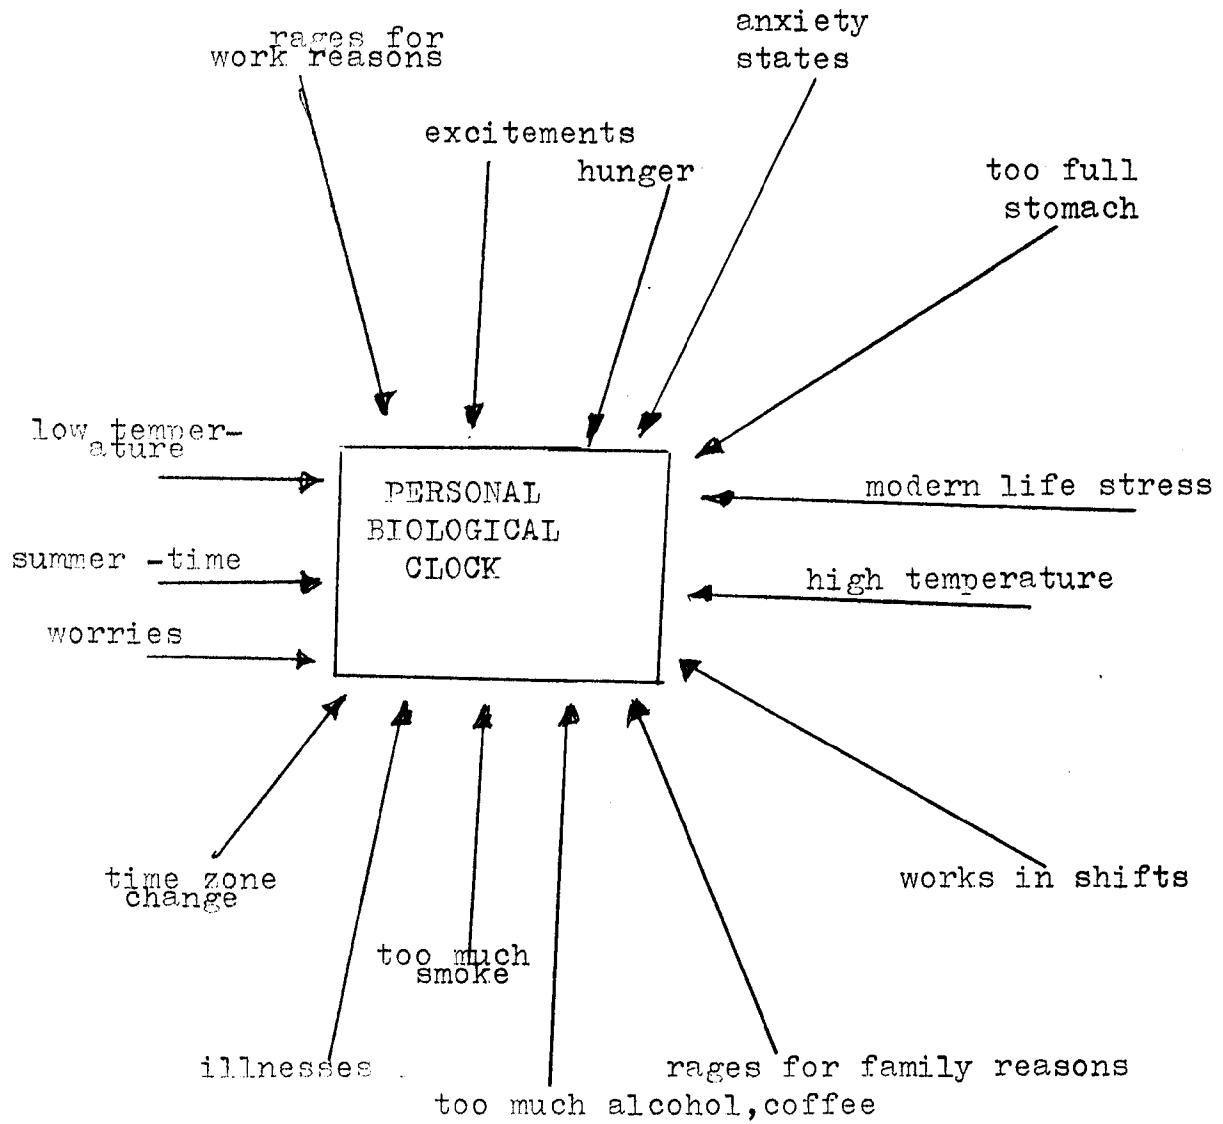 rages for
work reasons
anxiety
states
excitements
hunger
too full
stomach
low temper-
ature
PERSONAL
BIOLOGICAL
CLOCK
modern life stress
summer -time
high temperature
worries
time zone
change
works in shifts
too much
smoke
illnesses
rages for family reasons
too much alcohol,coffee